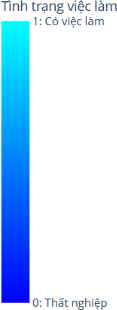 Tình trạng việc làm
1: Có việc làm
0: Thất nghiệp